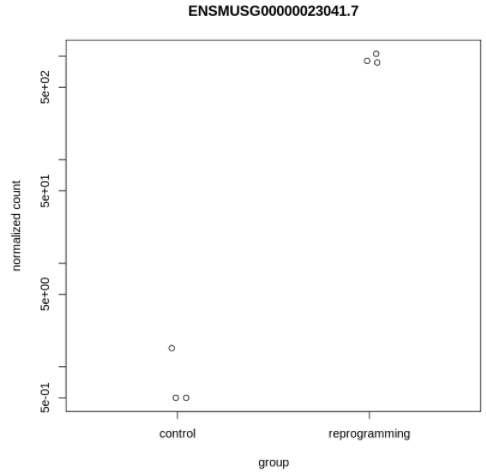 ENSMUSG00000023041.7
normalized count
5e+02
5e+01
5e+00
5e-01
control
reprogramming
group